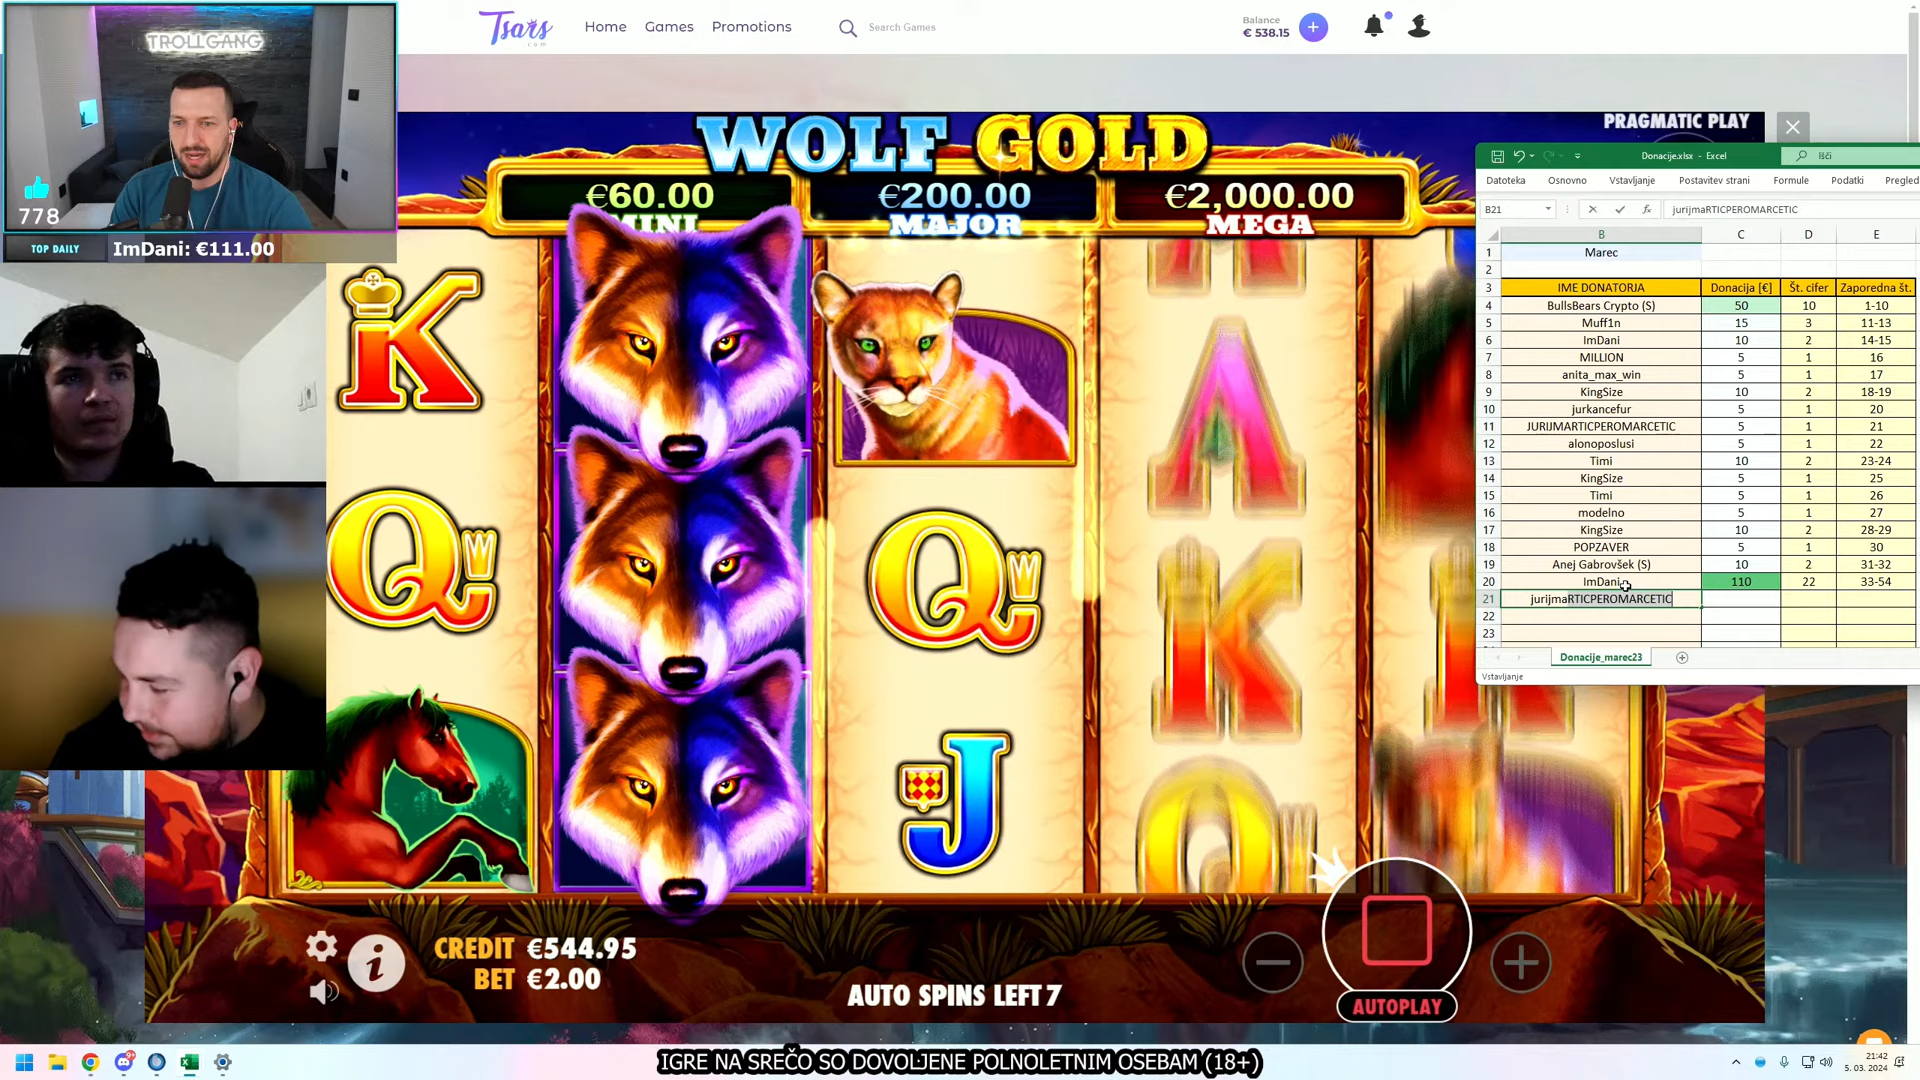 TROLLGANG
778
TOP DAILY
ImDani: €111.00
Tsars
.com
Home
Games
Promotions
Search Games
Balance
€ 538.15
PRAGMATIC PLAY
WOLF GOLD
€60.00
MINI
€200.00
MAJOR
€2,000.00
MEGA
K
Q
Q
J
A
K
Q
CREDIT €544.95
BET €2.00
AUTO SPINS LEFT 7
AUTOPLAY
Donacije.xlsx - Excel
Išči
Datoteka Osnovno Vstavljanje Postavitev strani Formule Podatki Pregled
B21 fx jurijmaRTICPEROMARCETIC
B C D E
1 Marec
2
3 IME DONATORJA Donacija [€] Št. cifer Zaporedna št.
4 BullsBears Crypto (S) 50 10 1-10
5 Muff1n 15 3 11-13
6 ImDani 10 2 14-15
7 MILLION 5 1 16
8 anita_max_win 5 1 17
9 KingSize 10 2 18-19
10 jurkancefur 5 1 20
11 JURIJMARTICPEROMARCETIC 5 1 21
12 alonoposlusi 5 1 22
13 Timi 10 2 23-24
14 KingSize 5 1 25
15 Timi 5 1 26
16 modelno 5 1 27
17 KingSize 10 2 28-29
18 POPZAVER 5 1 30
19 Anej Gabrovšek (S) 10 2 31-32
20 ImDani 110 22 33-54
21 jurijmaRTICPEROMARCETIC
22
23
Donacije_marec23
Vstavljanje
IGRE NA SREČO SO DOVOLJENE POLNOLETNIM OSEBAM (18+)
21:42
5. 03. 2024